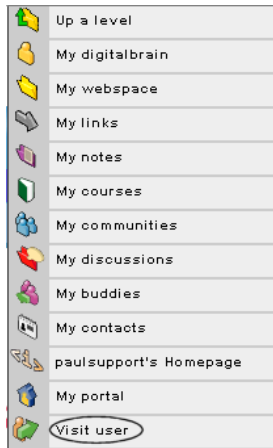 Up a level
My digitalbrain
My webspace
My links
My notes
My courses
My communities
My discussions
My buddies
My contacts
paulsupport's Homepage
My portal
Visit user